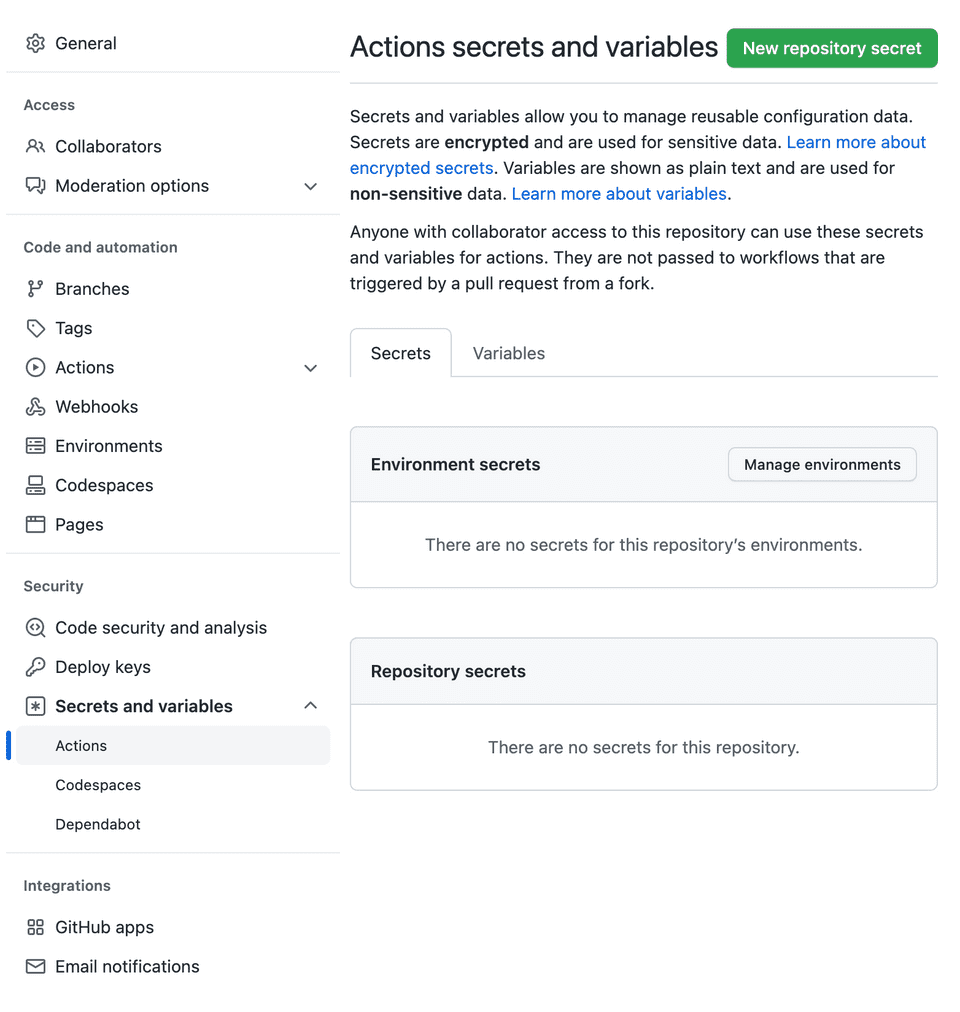 General
Access
Collaborators
Moderation options
Code and automation
Branches
Tags
Actions
Webhooks
Environments
Codespaces
Pages
Security
Code security and analysis
Deploy keys
Secrets and variables
Actions
Codespaces
Dependabot
Integrations
GitHub apps
Email notifications
Actions secrets and variables
New repository secret
Secrets and variables allow you to manage reusable configuration data.
Secrets are encrypted and are used for sensitive data. Learn more about
encrypted secrets. Variables are shown as plain text and are used for
non-sensitive data. Learn more about variables.
Anyone with collaborator access to this repository can use these secrets
and variables for actions. They are not passed to workflows that are
triggered by a pull request from a fork.
Secrets
Variables
Environment secrets
Manage environments
There are no secrets for this repository’s environments.
Repository secrets
There are no secrets for this repository.